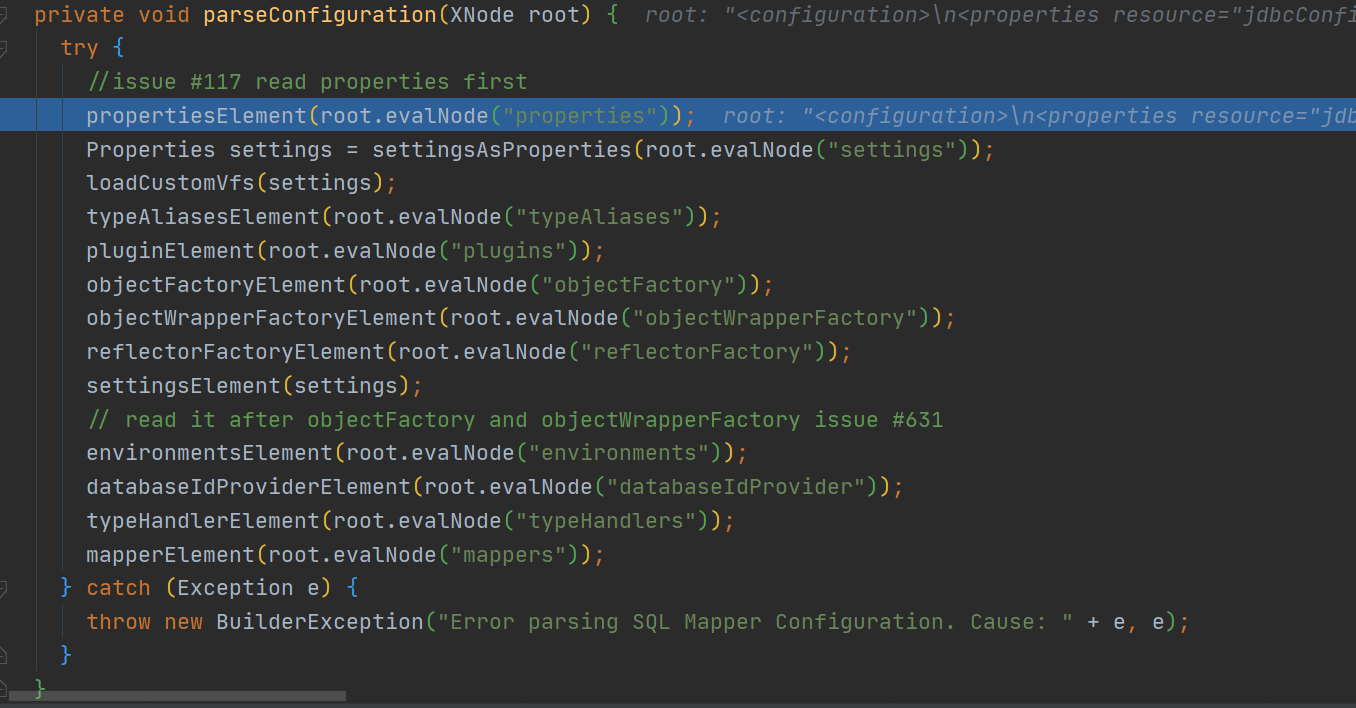 private void parseConfiguration(XNode root) {  root: "<configuration>\n<properties resource="jdbcConfi
try {
//issue #117 read properties first
propertiesElement(root.evalNode("properties"));  root: "<configuration>\n<properties resource="jdb
Properties settings = settingsAsProperties(root.evalNode("settings"));
loadCustomVfs(settings);
typeAliasesElement(root.evalNode("typeAliases"));
pluginElement(root.evalNode("plugins"));
objectFactoryElement(root.evalNode("objectFactory"));
objectWrapperFactoryElement(root.evalNode("objectWrapperFactory"));
reflectorFactoryElement(root.evalNode("reflectorFactory"));
settingsElement(settings);
// read it after objectFactory and objectWrapperFactory issue #631
environmentsElement(root.evalNode("environments"));
databaseIdProviderElement(root.evalNode("databaseIdProvider"));
typeHandlerElement(root.evalNode("typeHandlers"));
mapperElement(root.evalNode("mappers"));
} catch (Exception e) {
throw new BuilderException("Error parsing SQL Mapper Configuration. Cause: " + e, e);
}
}